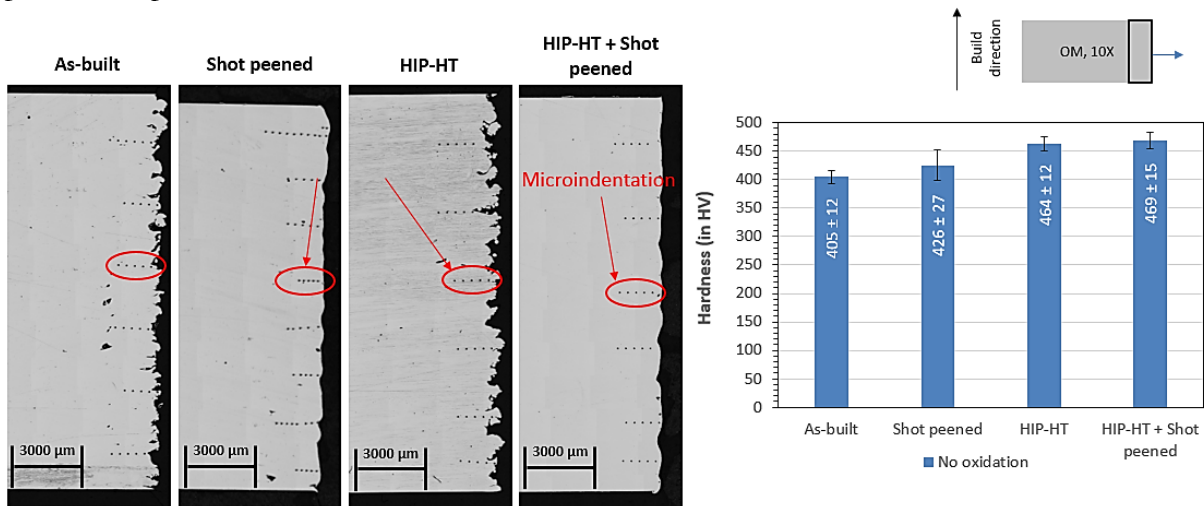 As-built
Shot peened
HIP-HT
HIP-HT + Shot
peened
Microindentation
3000 μm
3000 μm
3000 μm
3000 μm
Build
direction
OM, 10X
Hardness (in HV)
500
450
400
350
300
250
200
150
100
50
0
405 ± 12
426 ± 27
464 ± 12
469 ± 15
As-built
Shot peened
HIP-HT
HIP-HT + Shot
peened
No oxidation